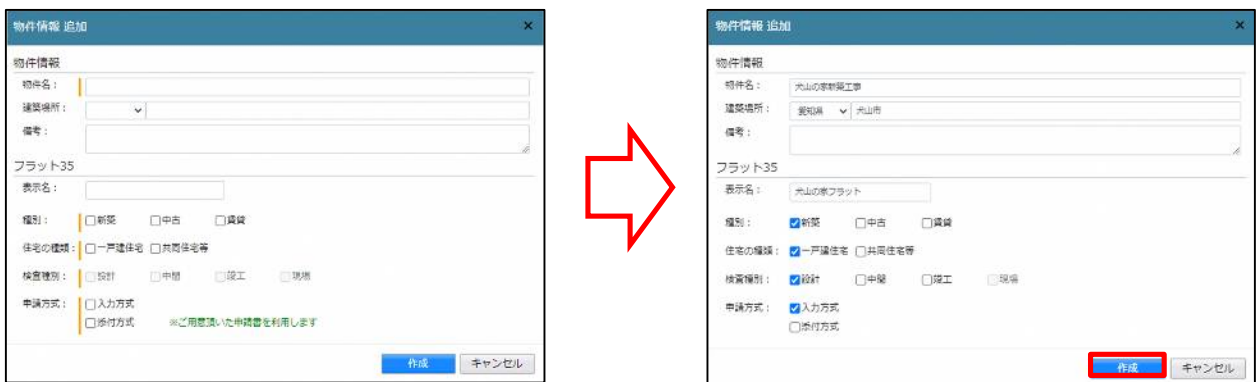 物件情報 追加 ×
物件情報
物件名：
建築場所：
備考：
フラット35
表示名：
種別： 新築 中古 賃貸
住宅の種類： 一戸建住宅 共同住宅等
検査種別： 設計 中間 竣工 現場
申請方式： 入力方式
添付方式 ※ご用意頂いた申請書を利用します
作成 キャンセル
物件情報 追加 ×
物件情報
物件名： 犬山の家新築工事
建築場所： 愛知県 犬山市
備考：
フラット35
表示名： 犬山の家フラット
種別： 新築 中古 賃貸
住宅の種類： 一戸建住宅 共同住宅等
検査種別： 設計 中間 竣工 現場
申請方式： 入力方式
添付方式
作成 キャンセル